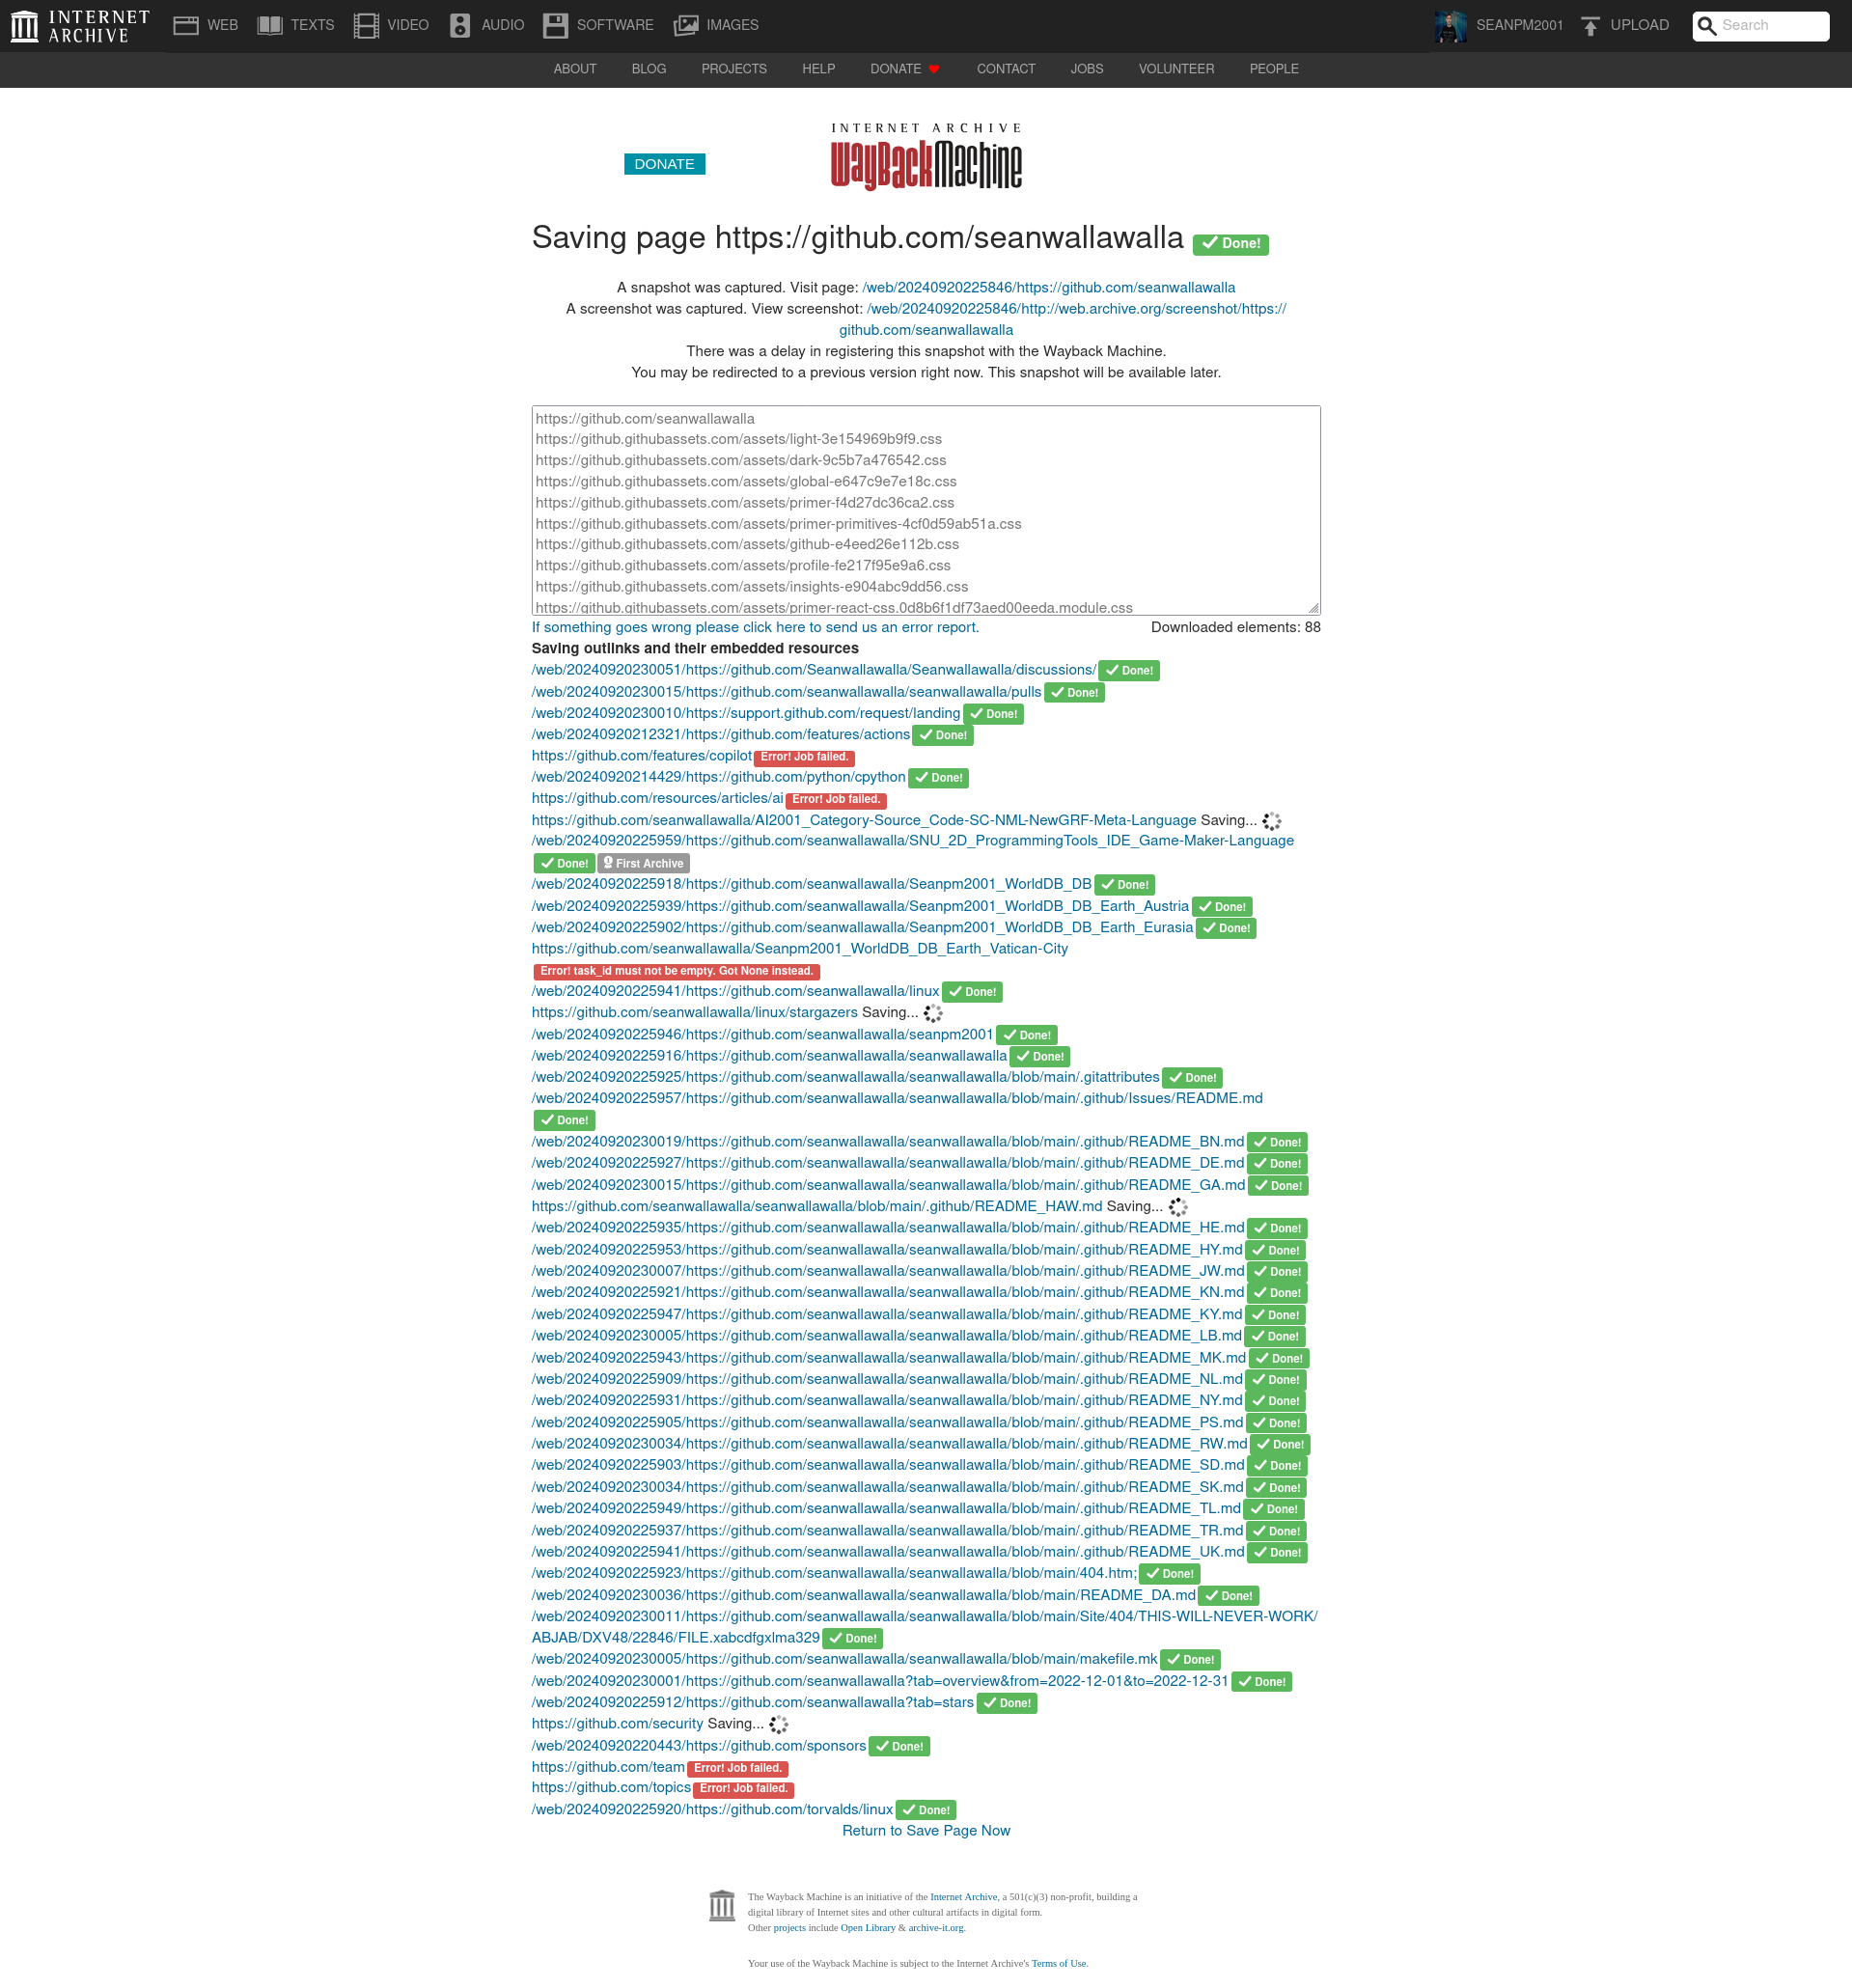 INTERNET ARCHIVE
WEB TEXTS VIDEO AUDIO SOFTWARE IMAGES SEANPM2001 UPLOAD Search
ABOUT BLOG PROJECTS HELP DONATE CONTACT JOBS VOLUNTEER PEOPLE
INTERNET ARCHIVE
DONATE WayBackMachine
Saving page https://github.com/seanwallawalla Done!
A snapshot was captured. Visit page: /web/20240920225846/https://github.com/seanwallawalla
A screenshot was captured. View screenshot: /web/20240920225846/http://web.archive.org/screenshot/https://
github.com/seanwallawalla
There was a delay in registering this snapshot with the Wayback Machine.
You may be redirected to a previous version right now. This snapshot will be available later.
https://github.com/seanwallawalla
https://github.githubassets.com/assets/light-3e154969b9f9.css
https://github.githubassets.com/assets/dark-9c5b7a476542.css
https://github.githubassets.com/assets/global-e647c9e7e18c.css
https://github.githubassets.com/assets/primer-f4d27dc36ca2.css
https://github.githubassets.com/assets/primer-primitives-4cf0d59ab51a.css
https://github.githubassets.com/assets/github-e4eed26e112b.css
https://github.githubassets.com/assets/profile-fe217f95e9a6.css
https://github.githubassets.com/assets/insights-e904abc9dd56.css
https://github.githubassets.com/assets/primer-react-css.0d8b6f1df73aed00eeda.module.css
If something goes wrong please click here to send us an error report. Downloaded elements: 88
Saving outlinks and their embedded resources
/web/20240920230051/https://github.com/Seanwallawalla/Seanwallawalla/discussions/ Done!
/web/20240920230015/https://github.com/seanwallawalla/seanwallawalla/pulls Done!
/web/20240920230010/https://support.github.com/request/landing Done!
/web/20240920212321/https://github.com/features/actions Done!
https://github.com/features/copilot Error! Job failed.
/web/20240920214429/https://github.com/python/cpython Done!
https://github.com/resources/articles/ai Error! Job failed.
https://github.com/seanwallawalla/AI2001_Category-Source_Code-SC-NML-NewGRF-Meta-Language Saving...
/web/20240920225959/https://github.com/seanwallawalla/SNU_2D_ProgrammingTools_IDE_Game-Maker-Language
Done! First Archive
/web/20240920225918/https://github.com/seanwallawalla/Seanpm2001_WorldDB_DB Done!
/web/20240920225939/https://github.com/seanwallawalla/Seanpm2001_WorldDB_DB_Earth_Austria Done!
/web/20240920225902/https://github.com/seanwallawalla/Seanpm2001_WorldDB_DB_Earth_Eurasia Done!
https://github.com/seanwallawalla/Seanpm2001_WorldDB_DB_Earth_Vatican-City
Error! task_id must not be empty. Got None instead.
/web/20240920225941/https://github.com/seanwallawalla/linux Done!
https://github.com/seanwallawalla/linux/stargazers Saving...
/web/20240920225946/https://github.com/seanwallawalla/seanpm2001 Done!
/web/20240920225916/https://github.com/seanwallawalla/seanwallawalla Done!
/web/20240920225925/https://github.com/seanwallawalla/seanwallawalla/blob/main/.gitattributes Done!
/web/20240920225957/https://github.com/seanwallawalla/seanwallawalla/blob/main/.github/Issues/README.md
Done!
/web/20240920230019/https://github.com/seanwallawalla/seanwallawalla/blob/main/.github/README_BN.md Done!
/web/20240920225927/https://github.com/seanwallawalla/seanwallawalla/blob/main/.github/README_DE.md Done!
/web/20240920230015/https://github.com/seanwallawalla/seanwallawalla/blob/main/.github/README_GA.md Done!
https://github.com/seanwallawalla/seanwallawalla/blob/main/.github/README_HAW.md Saving...
/web/20240920225935/https://github.com/seanwallawalla/seanwallawalla/blob/main/.github/README_HE.md Done!
/web/20240920225953/https://github.com/seanwallawalla/seanwallawalla/blob/main/.github/README_HY.md Done!
/web/20240920230007/https://github.com/seanwallawalla/seanwallawalla/blob/main/.github/README_JW.md Done!
/web/20240920225921/https://github.com/seanwallawalla/seanwallawalla/blob/main/.github/README_KN.md Done!
/web/20240920225947/https://github.com/seanwallawalla/seanwallawalla/blob/main/.github/README_KY.md Done!
/web/20240920230005/https://github.com/seanwallawalla/seanwallawalla/blob/main/.github/README_LB.md Done!
/web/20240920225943/https://github.com/seanwallawalla/seanwallawalla/blob/main/.github/README_MK.md Done!
/web/20240920225909/https://github.com/seanwallawalla/seanwallawalla/blob/main/.github/README_NL.md Done!
/web/20240920225931/https://github.com/seanwallawalla/seanwallawalla/blob/main/.github/README_NY.md Done!
/web/20240920225905/https://github.com/seanwallawalla/seanwallawalla/blob/main/.github/README_PS.md Done!
/web/20240920230034/https://github.com/seanwallawalla/seanwallawalla/blob/main/.github/README_RW.md Done!
/web/20240920225903/https://github.com/seanwallawalla/seanwallawalla/blob/main/.github/README_SD.md Done!
/web/20240920230034/https://github.com/seanwallawalla/seanwallawalla/blob/main/.github/README_SK.md Done!
/web/20240920225949/https://github.com/seanwallawalla/seanwallawalla/blob/main/.github/README_TL.md Done!
/web/20240920225937/https://github.com/seanwallawalla/seanwallawalla/blob/main/.github/README_TR.md Done!
/web/20240920225941/https://github.com/seanwallawalla/seanwallawalla/blob/main/.github/README_UK.md Done!
/web/20240920225923/https://github.com/seanwallawalla/seanwallawalla/blob/main/404.htm; Done!
/web/20240920230036/https://github.com/seanwallawalla/seanwallawalla/blob/main/README_DA.md Done!
/web/20240920230011/https://github.com/seanwallawalla/seanwallawalla/blob/main/Site/404/THIS-WILL-NEVER-WORK/
ABJAB/DXV48/22846/FILE.xabcdfgxlma329 Done!
/web/20240920230005/https://github.com/seanwallawalla/seanwallawalla/blob/main/makefile.mk Done!
/web/20240920230001/https://github.com/seanwallawalla?tab=overview&from=2022-12-01&to=2022-12-31 Done!
/web/20240920225912/https://github.com/seanwallawalla?tab=stars Done!
https://github.com/security Saving...
/web/20240920220443/https://github.com/sponsors Done!
https://github.com/team Error! Job failed.
https://github.com/topics Error! Job failed.
/web/20240920225920/https://github.com/torvalds/linux Done!
Return to Save Page Now
The Wayback Machine is an initiative of the Internet Archive, a 501(c)(3) non-profit, building a
digital library of Internet sites and other cultural artifacts in digital form.
Other projects include Open Library & archive-it.org.
Your use of the Wayback Machine is subject to the Internet Archive's Terms of Use.